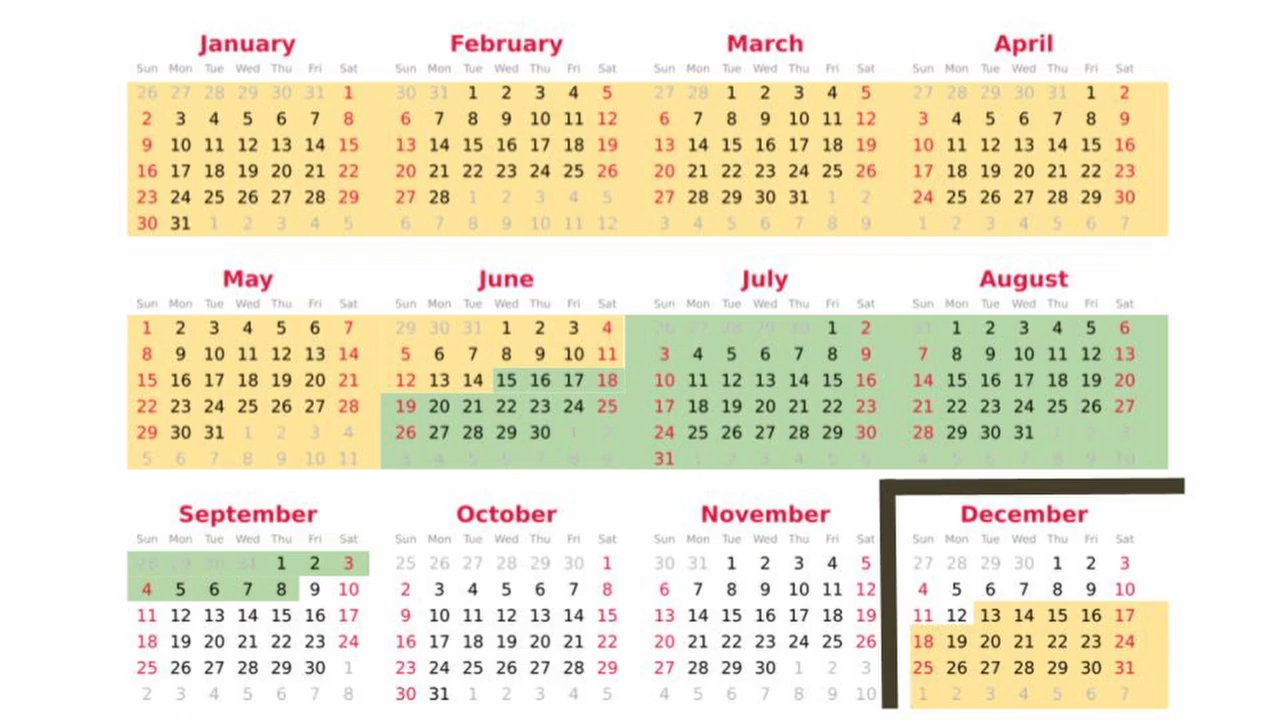 January February March April
Sun Mon Tue Wed Thu Fri Sat Sun Mon Tue Wed Thu Fri Sat Sun Mon Tue Wed Thu Fri Sat Sun Mon Tue Wed Thu Fri Sat
26 27 28 29 30 31 1 30 31 1 2 3 4 5 27 28 1 2 3 4 5 27 28 29 30 31 1 2
2 3 4 5 6 7 8 6 7 8 9 10 11 12 6 7 8 9 10 11 12 3 4 5 6 7 8 9
9 10 11 12 13 14 15 13 14 15 16 17 18 19 13 14 15 16 17 18 19 10 11 12 13 14 15 16
16 17 18 19 20 21 22 20 21 22 23 24 25 26 20 21 22 23 24 25 26 17 18 19 20 21 22 23
23 24 25 26 27 28 29 27 28 1 2 3 4 5 27 28 29 30 31 1 2 24 25 26 27 28 29 30
30 31 1 2 3 4 5 6 7 8 9 10 11 12 3 4 5 6 7 8 9 1 2 3 4 5 6 7
May June July August
Sun Mon Tue Wed Thu Fri Sat Sun Mon Tue Wed Thu Fri Sat Sun Mon Tue Wed Thu Fri Sat Sun Mon Tue Wed Thu Fri Sat
1 2 3 4 5 6 7 29 30 31 1 2 3 4 26 27 28 29 30 1 2 31 1 2 3 4 5 6
8 9 10 11 12 13 14 5 6 7 8 9 10 11 3 4 5 6 7 8 9 7 8 9 10 11 12 13
15 16 17 18 19 20 21 12 13 14 15 16 17 18 10 11 12 13 14 15 16 14 15 16 17 18 19 20
22 23 24 25 26 27 28 19 20 21 22 23 24 25 17 18 19 20 21 22 23 21 22 23 24 25 26 27
29 30 31 1 2 3 4 26 27 28 29 30 1 2 24 25 26 27 28 29 30 28 29 30 31 1 2 3
5 6 7 8 9 10 11 3 4 5 6 7 8 9 31 1 2 3 4 5 6 4 5 6 7 8 9 10
September October November December
Sun Mon Tue Wed Thu Fri Sat Sun Mon Tue Wed Thu Fri Sat Sun Mon Tue Wed Thu Fri Sat Sun Mon Tue Wed Thu Fri Sat
28 29 30 31 1 2 3 25 26 27 28 29 30 1 30 31 1 2 3 4 5 27 28 29 30 1 2 3
4 5 6 7 8 9 10 2 3 4 5 6 7 8 6 7 8 9 10 11 12 4 5 6 7 8 9 10
11 12 13 14 15 16 17 9 10 11 12 13 14 15 13 14 15 16 17 18 19 11 12 13 14 15 16 17
18 19 20 21 22 23 24 16 17 18 19 20 21 22 20 21 22 23 24 25 26 18 19 20 21 22 23 24
25 26 27 28 29 30 1 23 24 25 26 27 28 29 27 28 29 30 1 2 3 25 26 27 28 29 30 31
2 3 4 5 6 7 8 30 31 1 2 3 4 5 4 5 6 7 8 9 10 1 2 3 4 5 6 7